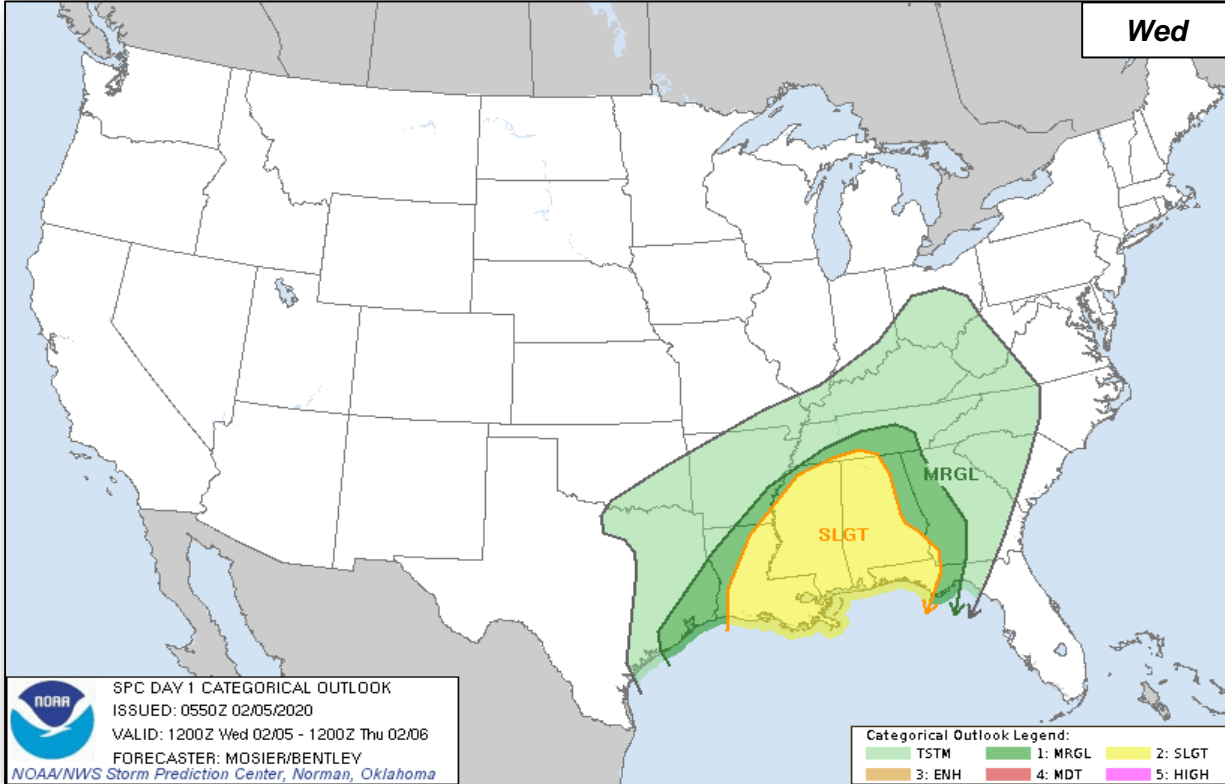 Wed
MRGL
SLGT
NOAA
SPC DAY 1 CATEGORICAL OUTLOOK
ISSUED: 0550Z 02/05/2020
VALID: 1200Z Wed 02/05 - 1200Z Thu 02/06
FORECASTER: MOSIER/BENTLEY
NOAA/NWS Storm Prediction Center, Norman, Oklahoma
Categorical Outlook Legend:
TSTM 1: MRGL 2: SLGT
3: ENH 4: MDT 5: HIGH